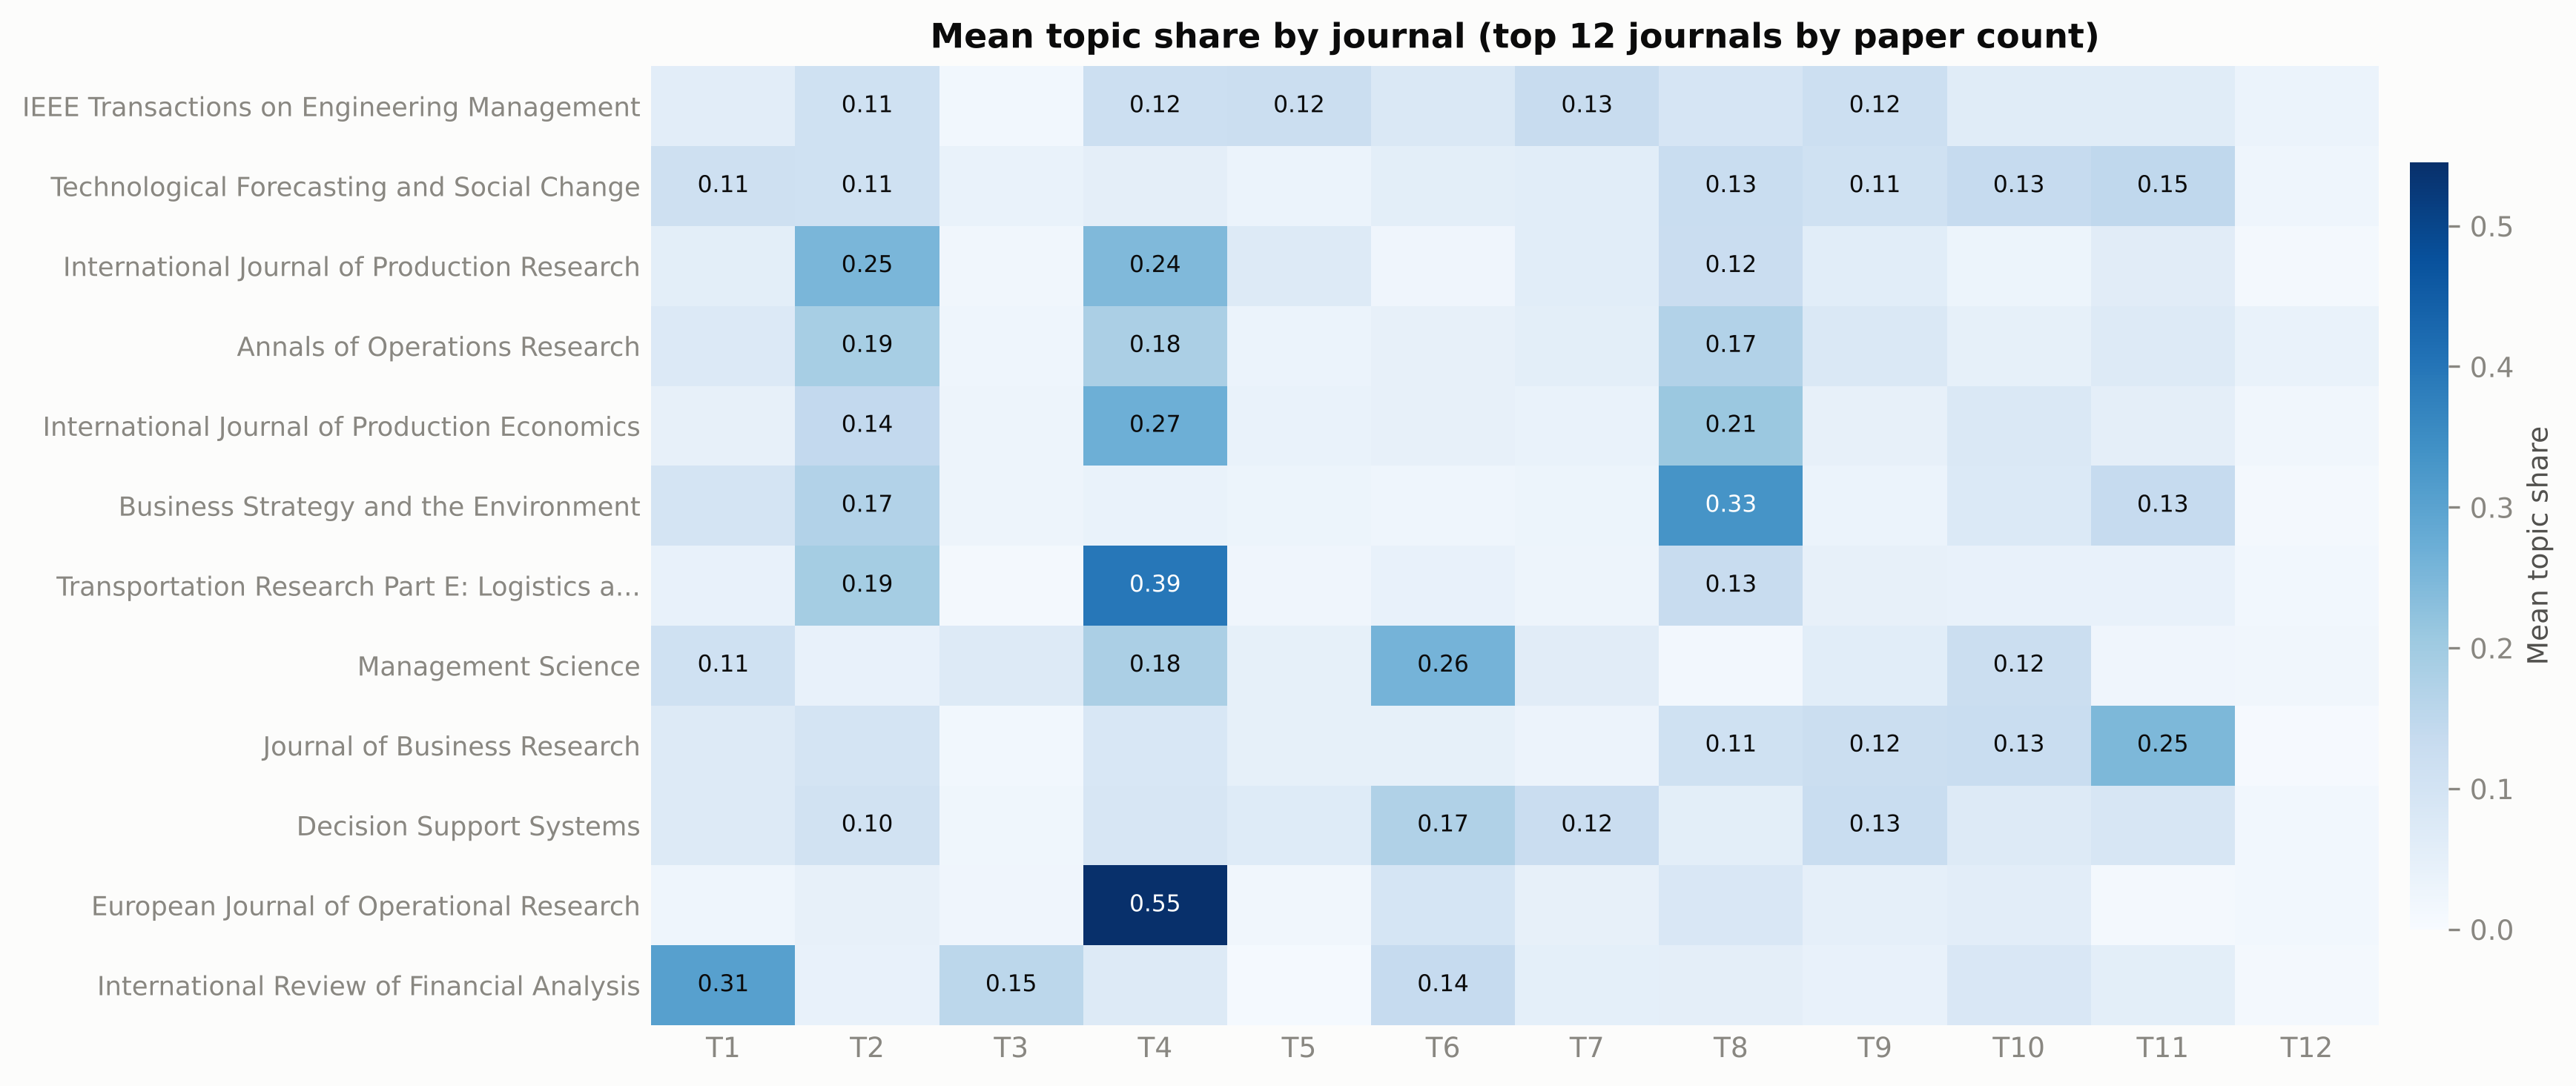 Mean topic share by journal (top 12 journals by paper count)
IEEE Transactions on Engineering Management 0.11 0.12 0.12 0.13 0.12
Technological Forecasting and Social Change 0.11 0.11 0.13 0.11 0.13 0.15
International Journal of Production Research 0.25 0.24 0.12
Annals of Operations Research 0.19 0.18 0.17
International Journal of Production Economics 0.14 0.27 0.21
Business Strategy and the Environment 0.17 0.33 0.13
Transportation Research Part E: Logistics a... 0.19 0.39 0.13
Management Science 0.11 0.18 0.26 0.12
Journal of Business Research 0.11 0.12 0.13 0.25
Decision Support Systems 0.10 0.17 0.12 0.13
European Journal of Operational Research 0.55
International Review of Financial Analysis 0.31 0.15 0.14
T1 T2 T3 T4 T5 T6 T7 T8 T9 T10 T11 T12
0.5
0.4
0.3
0.2
0.1
0.0
Mean topic share